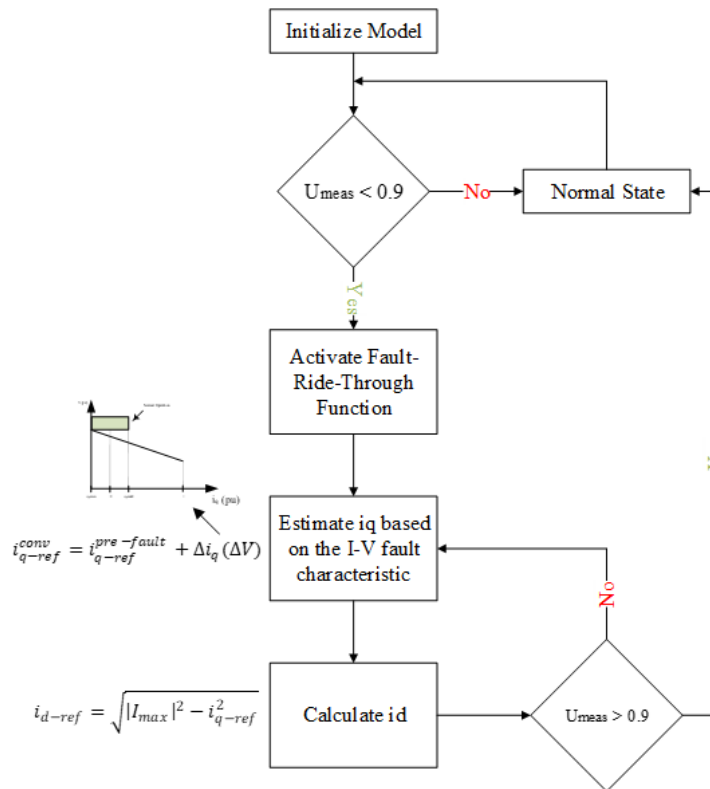 Initialize Model
Umeas < 0.9
No
Normal State
Yes
Activate Fault-
Ride-Through
Function
i_q (pu)
Estimate iq based
on the I-V fault
characteristic
i_{q-ref}^{conv} = i_{q-ref}^{pre-fault} + Δi_q(ΔV)
No
i_{d-ref} = √(|I_{max}|^2 − i_{q-ref}^2)
Calculate id
Umeas > 0.9